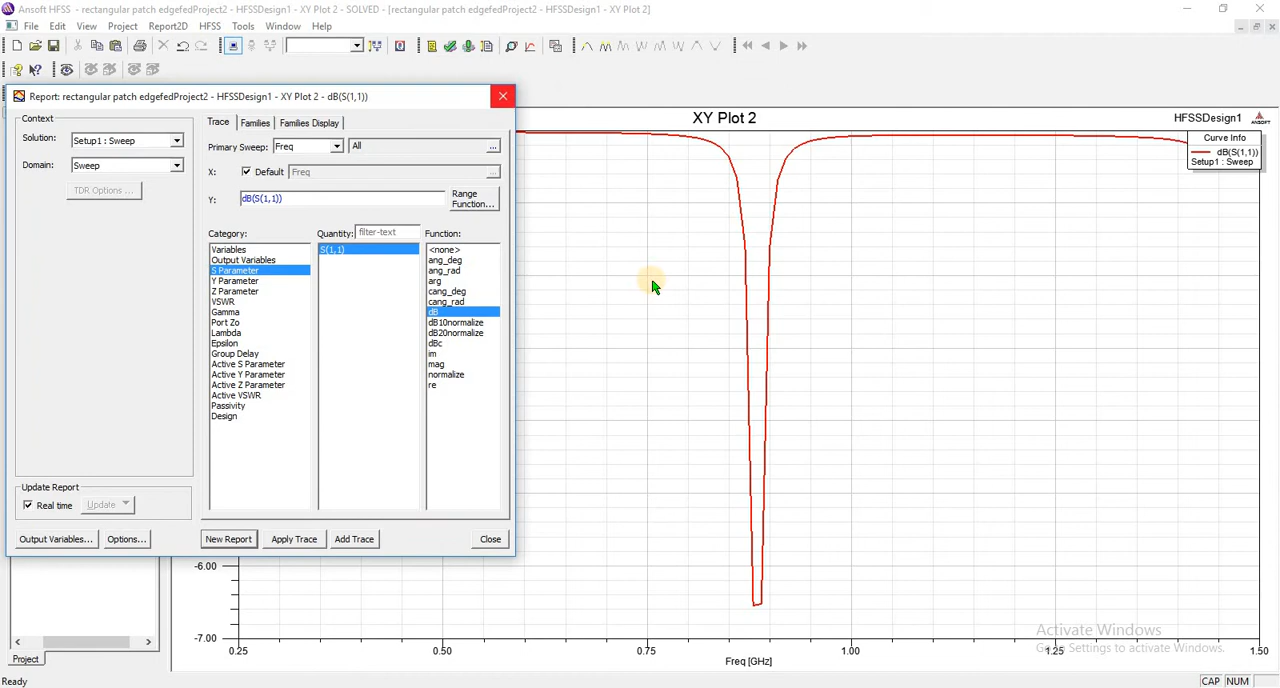 Ansoft HFSS - rectangular patch edgefedProject2 - HFSSDesign1 - XY Plot 2 - SOLVED - [rectangular patch edgefedProject2 - HFSSDesign1 - XY Plot 2]
File Edit View Project Report2D HFSS Tools Window Help
Report: rectangular patch edgefedProject2 - HFSSDesign1 - XY Plot 2 - dB(S(1,1))
XY Plot 2
HFSSDesign1
ANSOFT
Curve Info
dB(S(1,1))
Setup1 : Sweep
Context
Solution:
Setup1 : Sweep
Domain:
Sweep
TDR Options ...
Trace
Families
Families Display
Primary Sweep:
Freq
All
...
X:
Default
Freq
...
Y:
dB(S(1,1))
Range
Function...
Category:
Variables
Output Variables
S Parameter
Y Parameter
Z Parameter
VSWR
Gamma
Port Zo
Lambda
Epsilon
Group Delay
Active S Parameter
Active Y Parameter
Active Z Parameter
Active VSWR
Passivity
Design
Quantity:
filter-text
S(1,1)
Function:
<none>
ang_deg
ang_rad
arg
cang_deg
cang_rad
dB
dB10normalize
dB20normalize
dBc
im
mag
normalize
re
Update Report
Real time
Update
Output Variables...
Options...
New Report
Apply Trace
Add Trace
Close
-6.00
-7.00
0.25
0.50
0.75
1.00
1.25
1.50
Freq [GHz]
Activate Windows
Go to Settings to activate Windows.
Project
Ready
CAP NUM